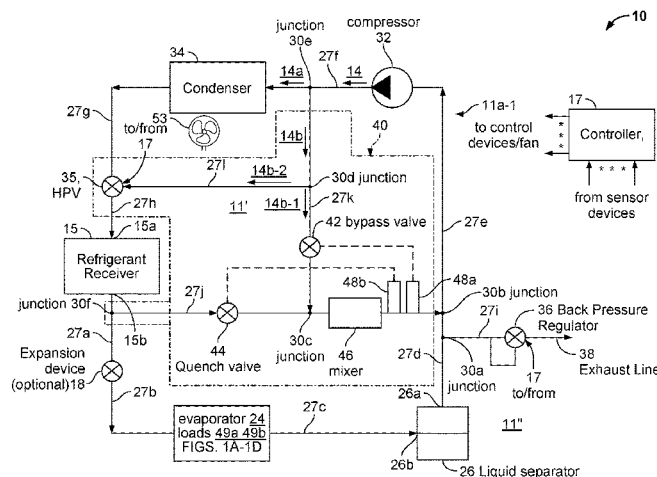 10
junction
30e
compressor
32
34
Condenser
14a
27f
14
53
27g
to/from
17
14b
40
11a-1
to control
devices/fan
17
Controller,
from sensor
devices
35, HPV
27l
14b-2
30d junction
27h
11'
14b-1
27k
27e
15
15a
Refrigerant
Receiver
42 bypass valve
48b
48a
junction 30f
27j
30b junction
27a
15b
44
Quench valve
30c
junction
46
mixer
27i
36 Back Pressure
Regulator
Expansion
device
(optional) 18
27d
30a
junction
17
to/from
38
Exhaust Line
27b
26a
evaporator 24
loads 49a 49b
FIGS. 1A-1D
27c
11"
26b
26 Liquid separator